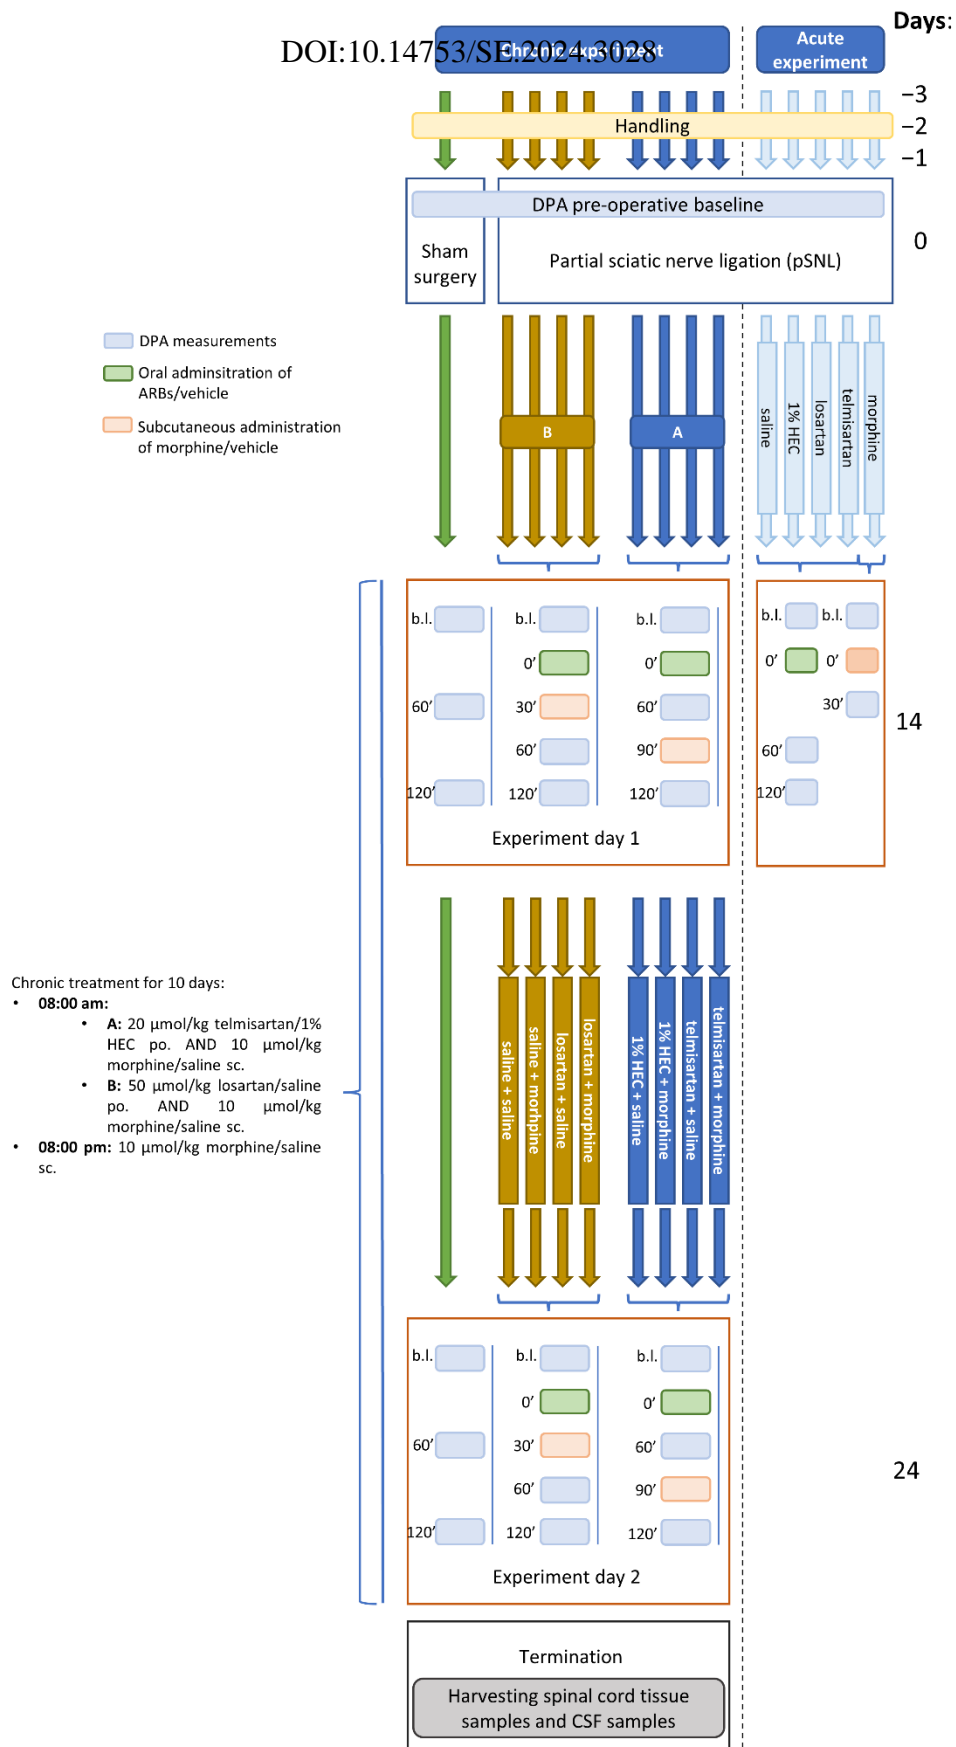 Days:
Chronic experiment
DOI:10.14753/SE.2024.3028
Acute
experiment
−3
Handling
−2
−1
DPA pre-operative baseline
0
Sham
surgery
Partial sciatic nerve ligation (pSNL)
DPA measurements
Oral adminsitration of
ARBs/vehicle
Subcutaneous administration
of morphine/vehicle
B
A
saline
1% HEC
losartan
telmisartan
morphine
b.l.
60’
120’
b.l.
0’
30’
60’
120’
b.l.
0’
60’
90’
120’
Experiment day 1
b.l.
0’
60’
120’
b.l.
0’
30’
14
Chronic treatment for 10 days:
• 08:00 am:
• A: 20 µmol/kg telmisartan/1%
HEC po. AND 10 µmol/kg
morphine/saline sc.
• B: 50 µmol/kg losartan/saline
po. AND 10 µmol/kg
morphine/saline sc.
• 08:00 pm: 10 µmol/kg morphine/saline
sc.
saline + saline
saline + morhpine
losartan + saline
losartan + morphine
1% HEC + saline
1% HEC + morphine
telmisartan + saline
telmisartan + morphine
b.l.
60’
120’
b.l.
0’
30’
60’
120’
b.l.
0’
60’
90’
120’
Experiment day 2
24
Termination
Harvesting spinal cord tissue
samples and CSF samples